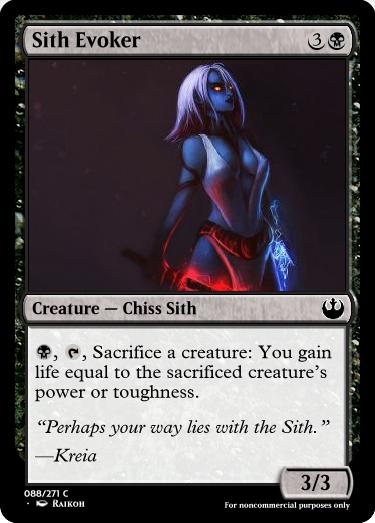 Sith Evoker 3
Creature — Chiss Sith
, , Sacrifice a creature: You gain
life equal to the sacrificed creature's
power or toughness.
“Perhaps your way lies with the Sith.”
—Kreia
3/3
088/271 C
· RAIKOH
For noncommercial purposes only